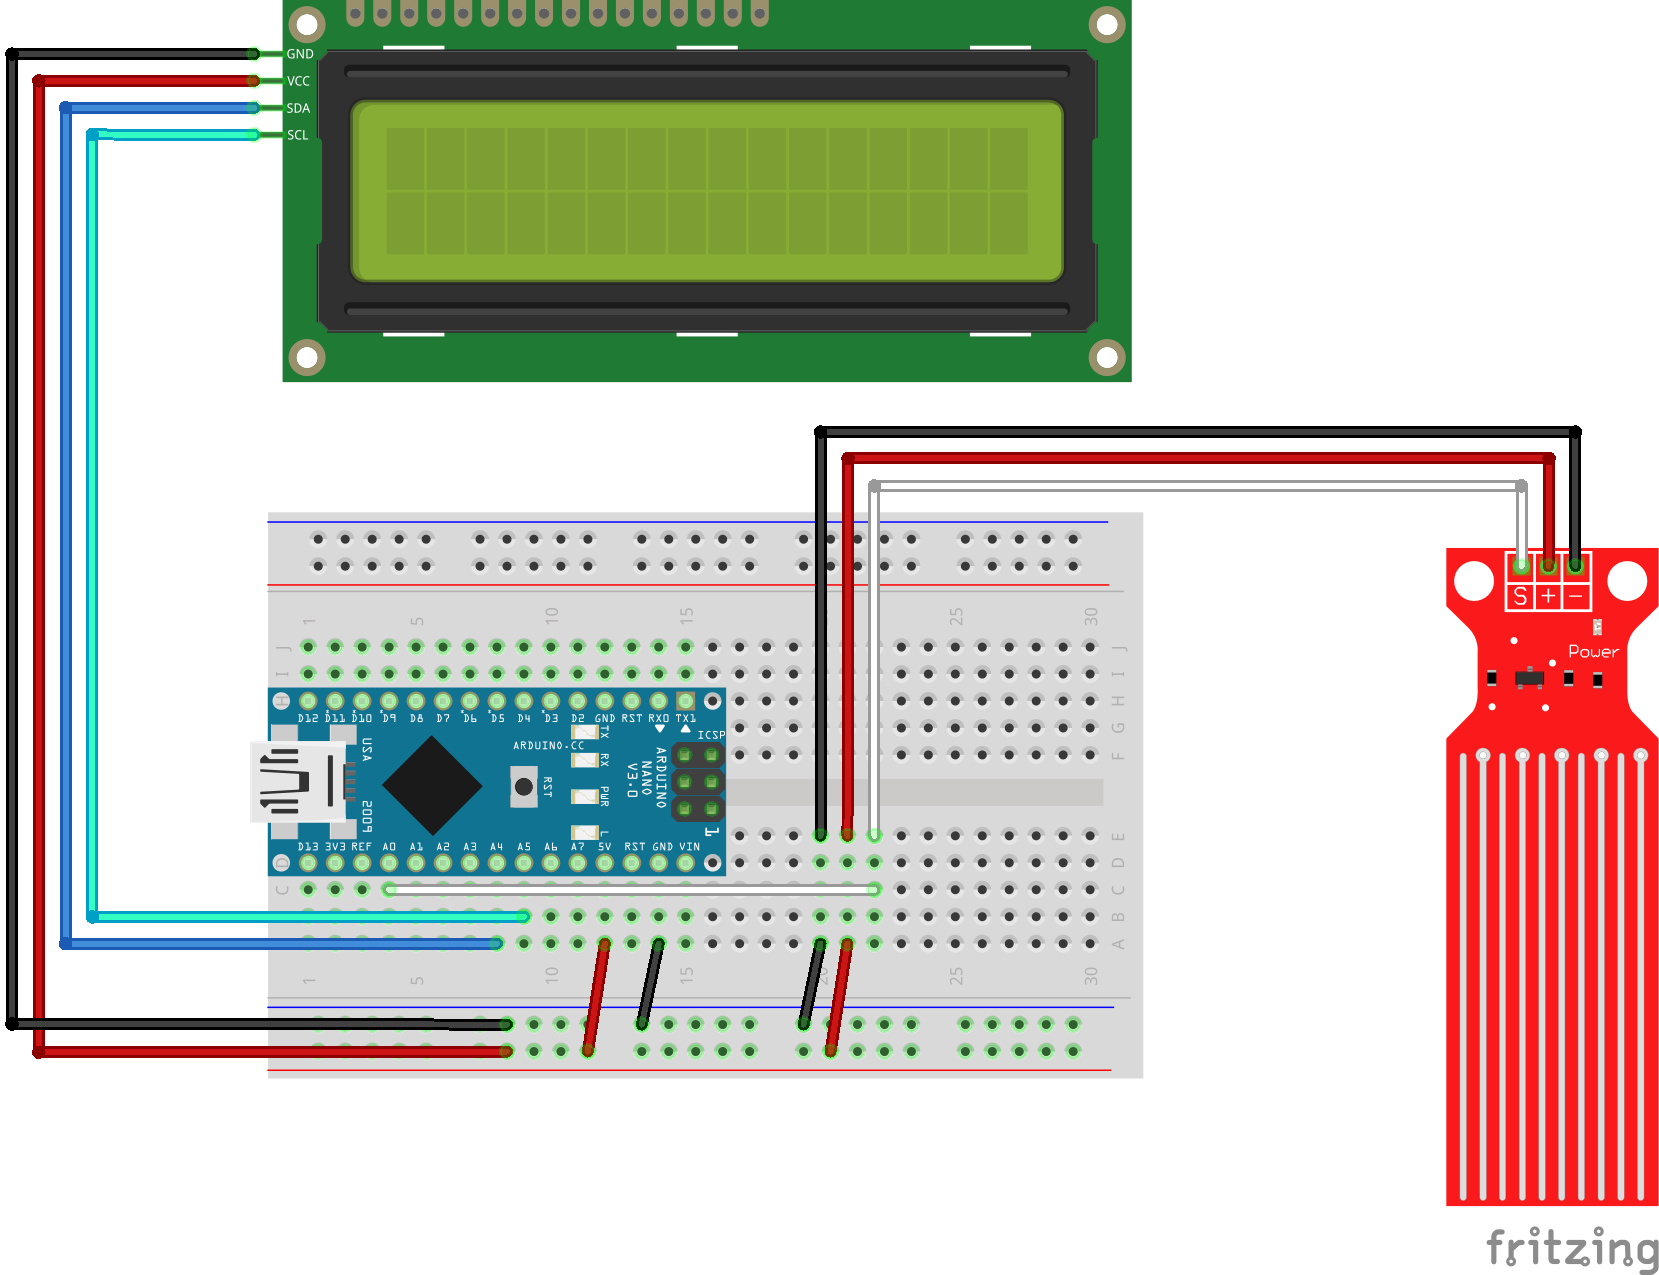 GND
VCC
SDA
SCL
1 5 10 15 25 30
J J
I I
H H
D12 D11 D10 D9 D8 D7 D6 D5 D4 D3 D2 GND RST RX0 TX1
G
F
TX
RX
PWR
L
ARDUINO.CC
RST
ARDUINO
NANO
V3.0
ICSP
1
USA
2009
D13 3V3 REF A0 A1 A2 A3 A4 A5 A6 A7 5V RST GND VIN
E
D D
C C
B
A
1 5 10 15 20 25 30
S + −
Power
fritzing